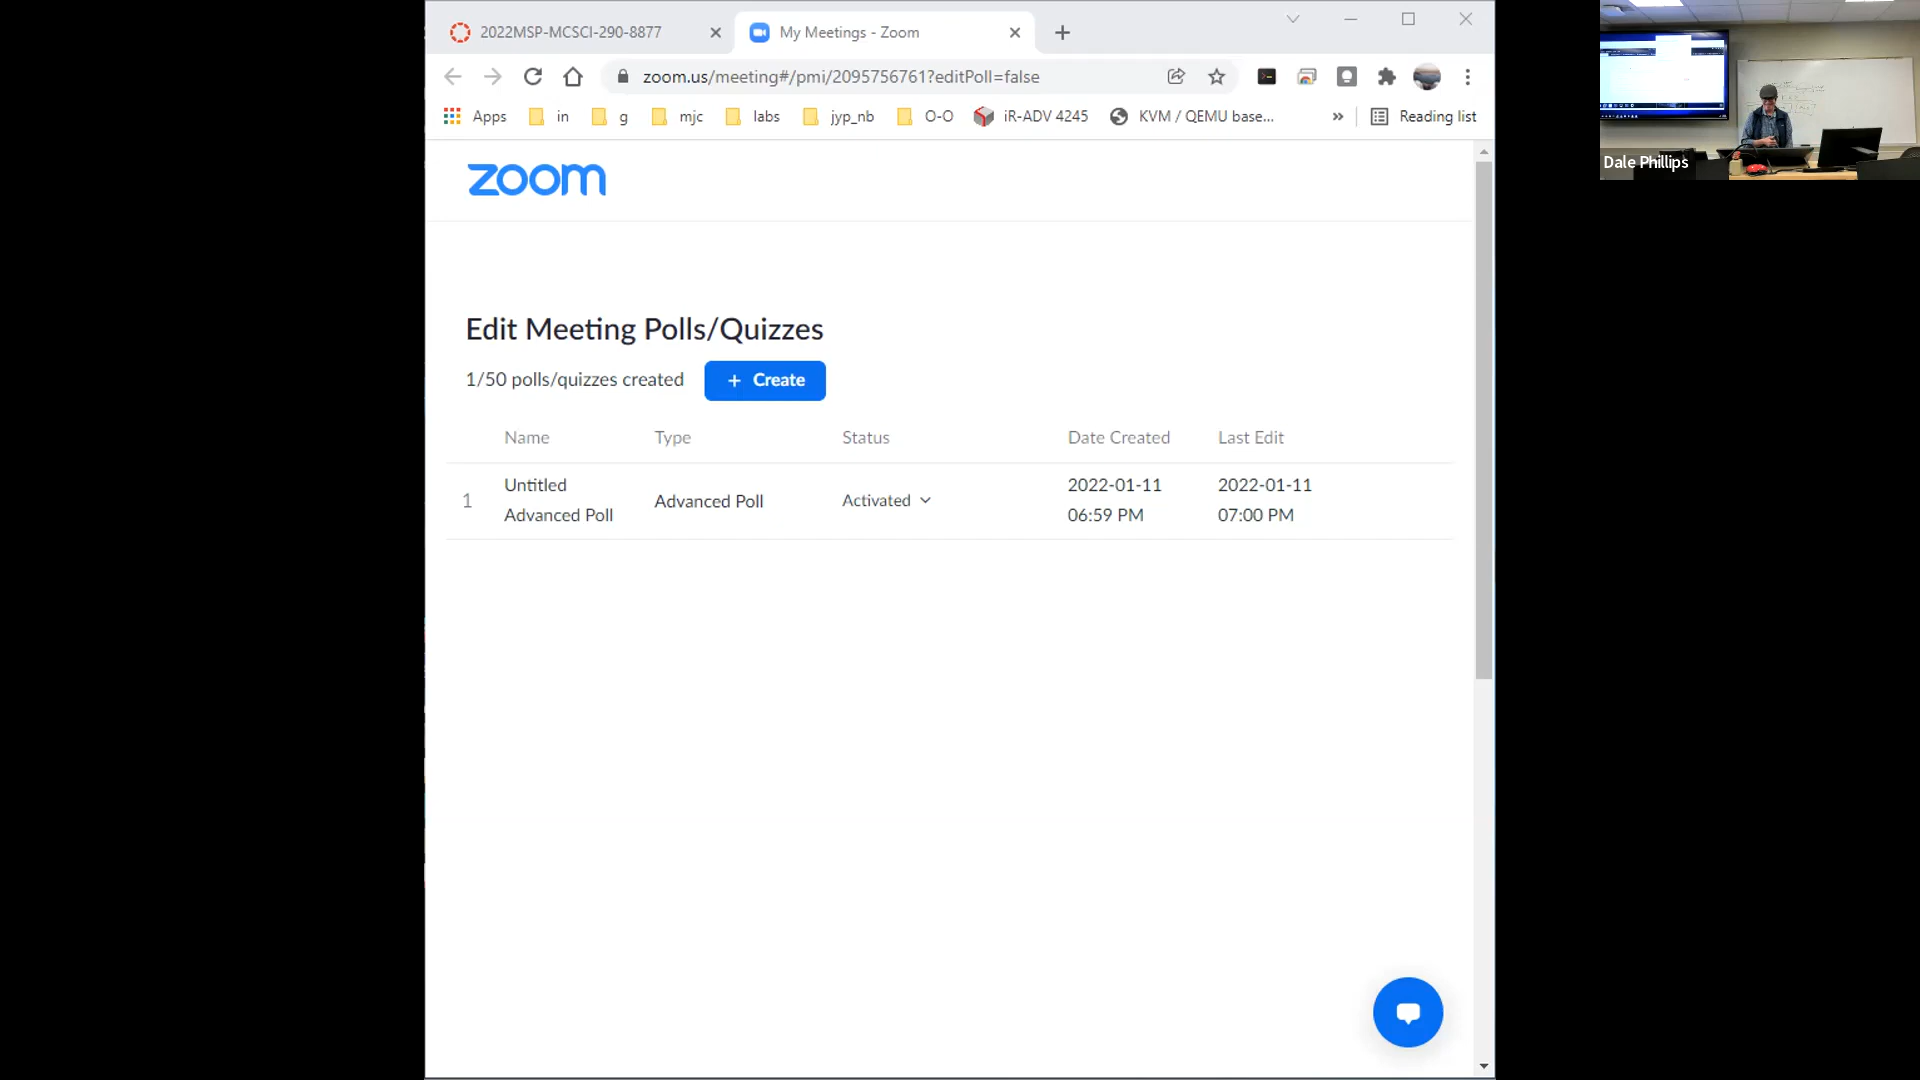 2022MSP-MCSCI-290-8877
My Meetings - Zoom
zoom.us/meeting#/pmi/2095756761?editPoll=false
Apps in g mjc labs jyp_nb O-O iR-ADV 4245 KVM / QEMU base... » Reading list
zoom
Dale Phillips
Edit Meeting Polls/Quizzes
1/50 polls/quizzes created + Create
Name Type Status Date Created Last Edit
1 Untitled Advanced Poll Advanced Poll Activated 2022-01-11 06:59 PM 2022-01-11 07:00 PM